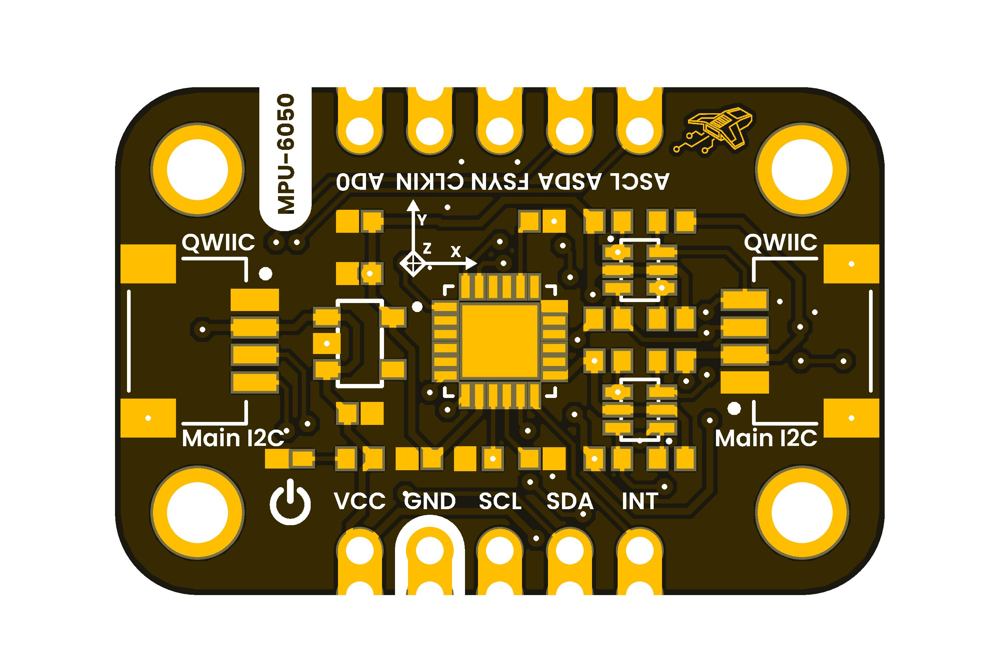 MPU-6050
ASCL ASDA FSYN CLKIN AD0
Y
Z
X
QWIIC
QWIIC
Main I2C
Main I2C
VCC GND SCL SDA INT